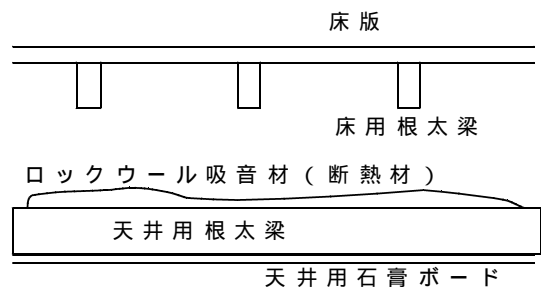 床版
床用根太梁
ロックウール吸音材(断熱材)
天井用根太梁
天井用石膏ボード